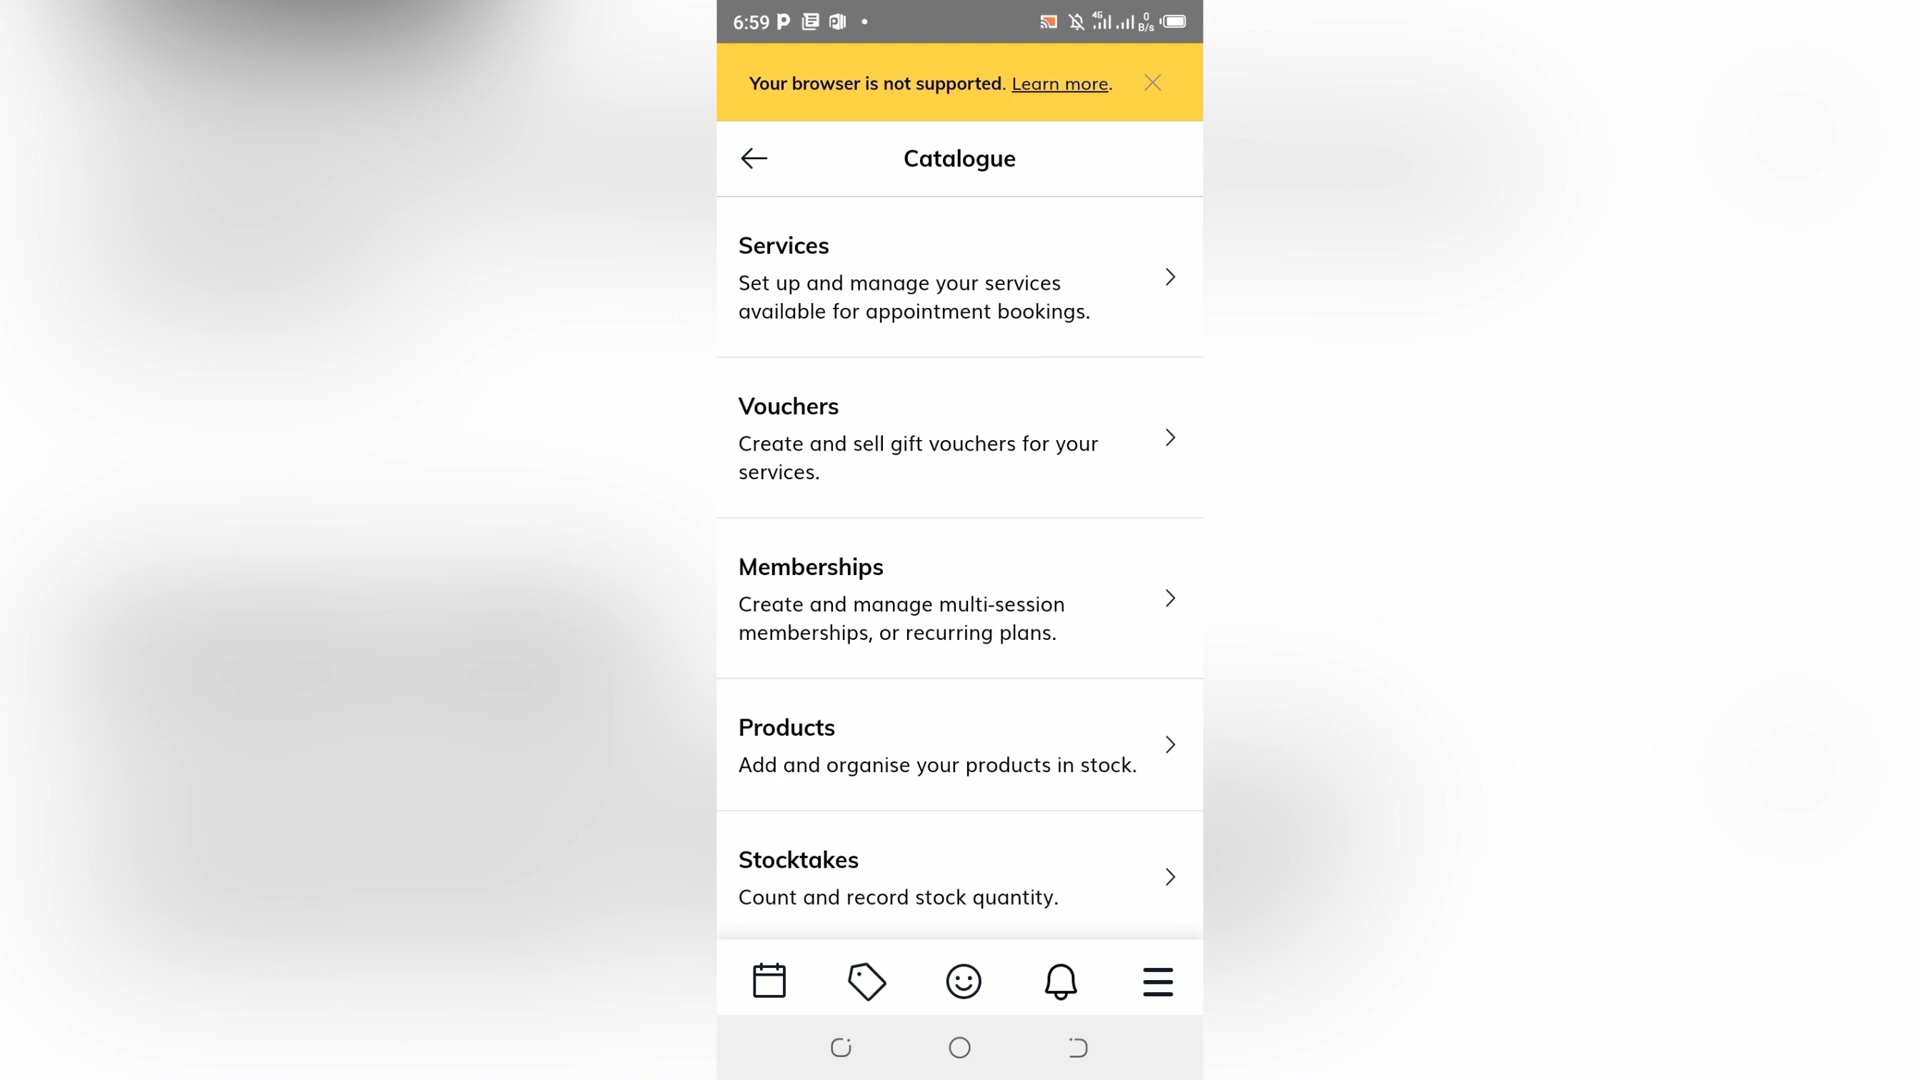 6:59
4G
0
B/s
Your browser is not supported. Learn more.
Catalogue
Services
Set up and manage your services
available for appointment bookings.
Vouchers
Create and sell gift vouchers for your
services.
Memberships
Create and manage multi-session
memberships, or recurring plans.
Products
Add and organise your products in stock.
Stocktakes
Count and record stock quantity.